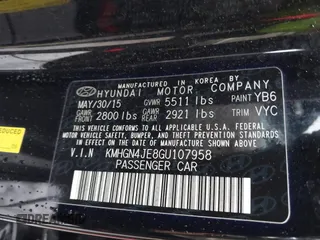 MANUFACTURED IN KOREA BY
HYUNDAI MOTOR COMPANY
MAY/30/15 GVWR 5511 lbs PAINT YB6
GAWR FRONT 2800 lbs GAWR REAR 2921 lbs TRIM VYC
THIS VEHICLE CONFORMS TO ALL APPLICABLE FEDERAL
MOTOR VEHICLE SAFETY, BUMPER, AND THEFT PREVENTION
STANDARDS IN EFFECT ON THE DATE OF MANUFACTURE
SHOWN ABOVE.
V.I.N KMHGN4JE8GU107958
PASSENGER CAR